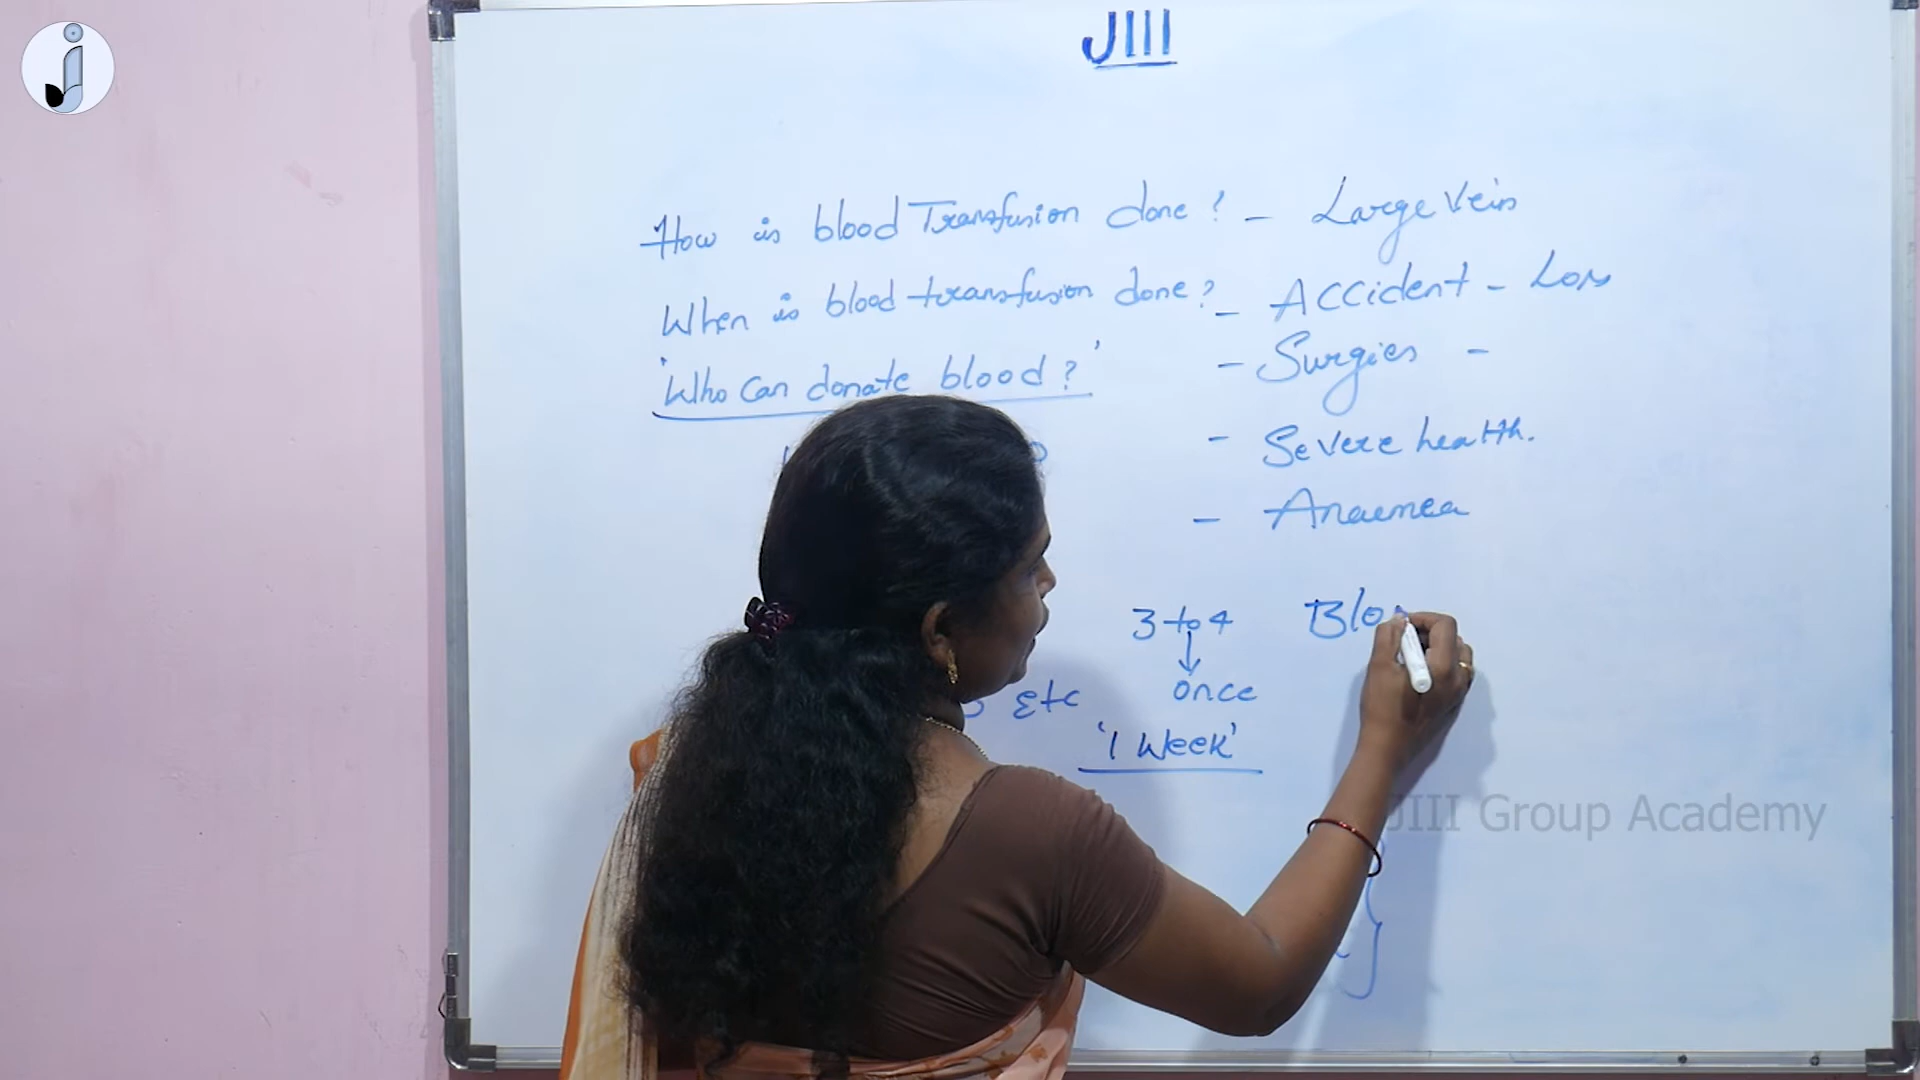 JIII
How is blood Transfusion done? - Large Vein
When is blood transfusion done? - Accident - Loss
- Surgies -
'Who Can donate blood?'
- Severe health.
- Anaemea
3 to 4
Blo
once
etc
'1 Week'
JIII Group Academy